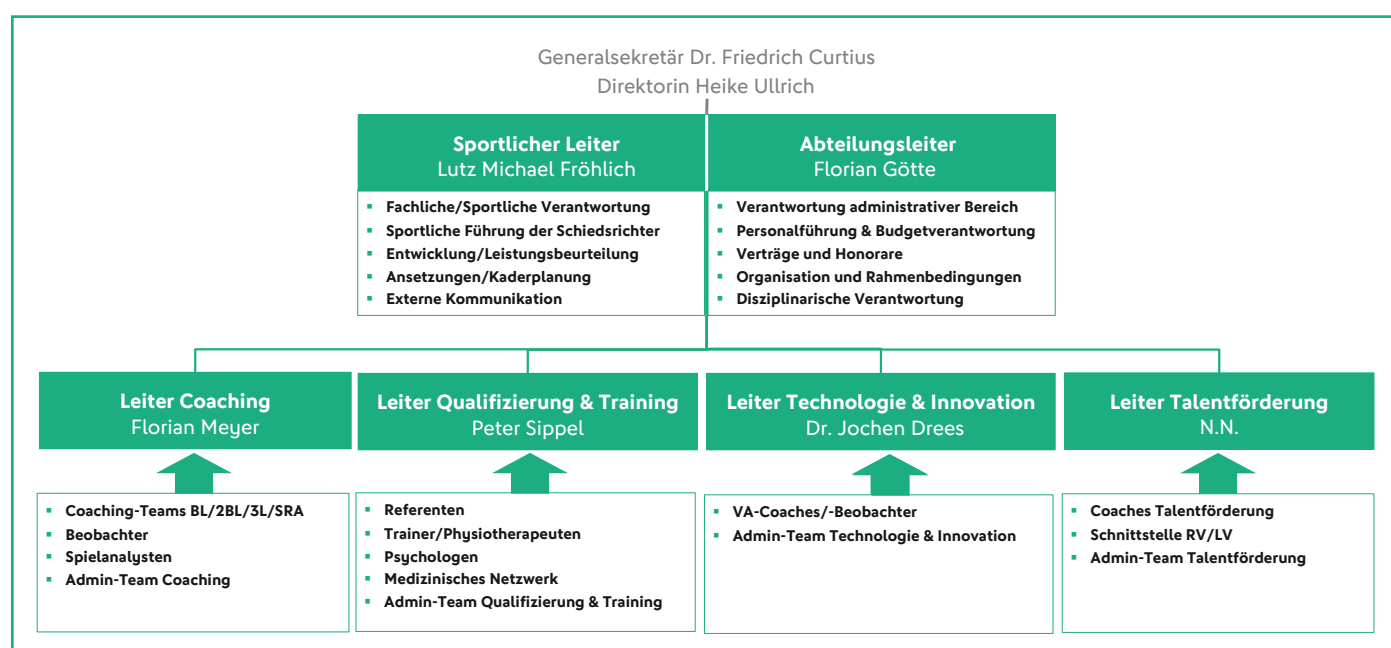 Generalsekretär Dr. Friedrich Curtius
Direktorin Heike Ullrich
Sportlicher Leiter
Lutz Michael Fröhlich
Fachliche/Sportliche Verantwortung
Sportliche Führung der Schiedsrichter
Entwicklung/Leistungsbeurteilung
Ansetzungen/Kaderplanung
Externe Kommunikation
Abteilungsleiter
Florian Götte
Verantwortung administrativer Bereich
Personalführung & Budgetverantwortung
Verträge und Honorare
Organisation und Rahmenbedingungen
Disziplinarische Verantwortung
Leiter Coaching
Florian Meyer
Coaching-Teams BL/2BL/3L/SRA
Beobachter
Spielanalysten
Admin-Team Coaching
Leiter Qualifizierung & Training
Peter Sippel
Referenten
Trainer/Physiotherapeuten
Psychologen
Medizinisches Netzwerk
Admin-Team Qualifizierung & Training
Leiter Technologie & Innovation
Dr. Jochen Drees
VA-Coaches/-Beobachter
Admin-Team Technologie & Innovation
Leiter Talentförderung
N.N.
Coaches Talentförderung
Schnittstelle RV/LV
Admin-Team Talentförderung